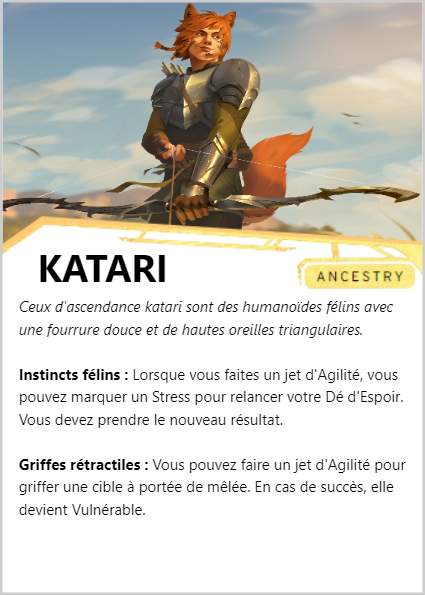 KATARI
ANCESTRY
Ceux d'ascendance katari sont des humanoïdes félins avec
une fourrure douce et de hautes oreilles triangulaires.
Instincts félins : Lorsque vous faites un jet d'Agilité, vous
pouvez marquer un Stress pour relancer votre Dé d'Espoir.
Vous devez prendre le nouveau résultat.
Griffes rétractiles : Vous pouvez faire un jet d'Agilité pour
griffer une cible à portée de mêlée. En cas de succès, elle
devient Vulnérable.